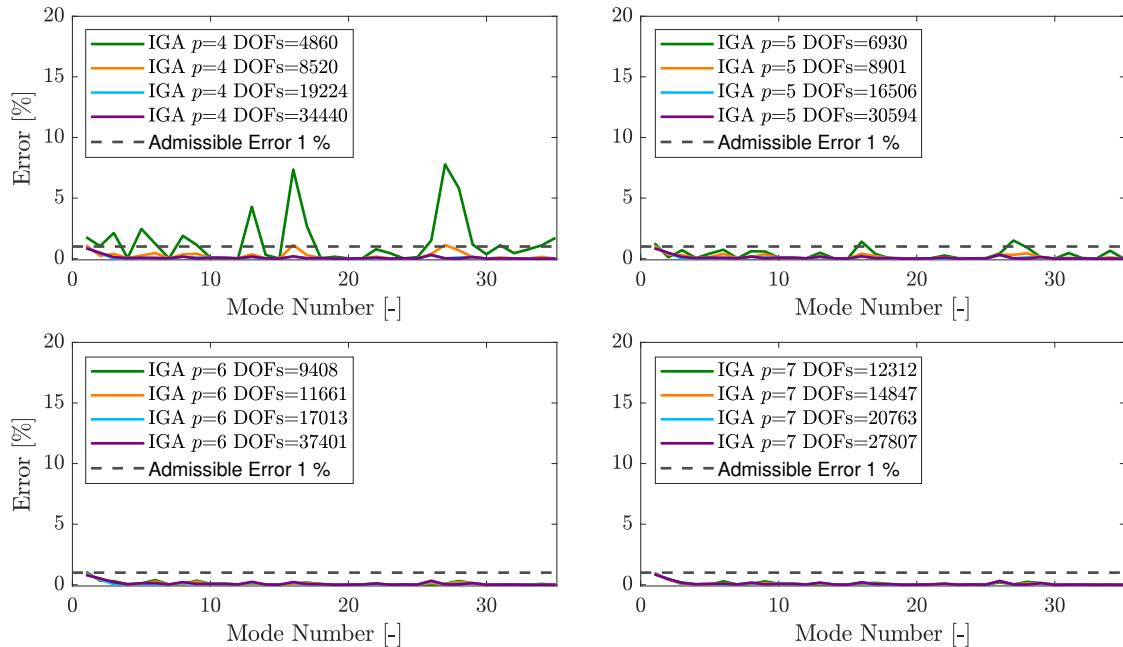 20
15
10
5
0
Error [%]
IGA p=4 DOFs=4860
IGA p=4 DOFs=8520
IGA p=4 DOFs=19224
IGA p=4 DOFs=34440
Admissible Error 1 %
0 10 20 30
Mode Number [-]
20
15
10
5
0
IGA p=5 DOFs=6930
IGA p=5 DOFs=8901
IGA p=5 DOFs=16506
IGA p=5 DOFs=30594
Admissible Error 1 %
0 10 20 30
Mode Number [-]
20
15
10
5
0
Error [%]
IGA p=6 DOFs=9408
IGA p=6 DOFs=11661
IGA p=6 DOFs=17013
IGA p=6 DOFs=37401
Admissible Error 1 %
0 10 20 30
Mode Number [-]
20
15
10
5
0
IGA p=7 DOFs=12312
IGA p=7 DOFs=14847
IGA p=7 DOFs=20763
IGA p=7 DOFs=27807
Admissible Error 1 %
0 10 20 30
Mode Number [-]